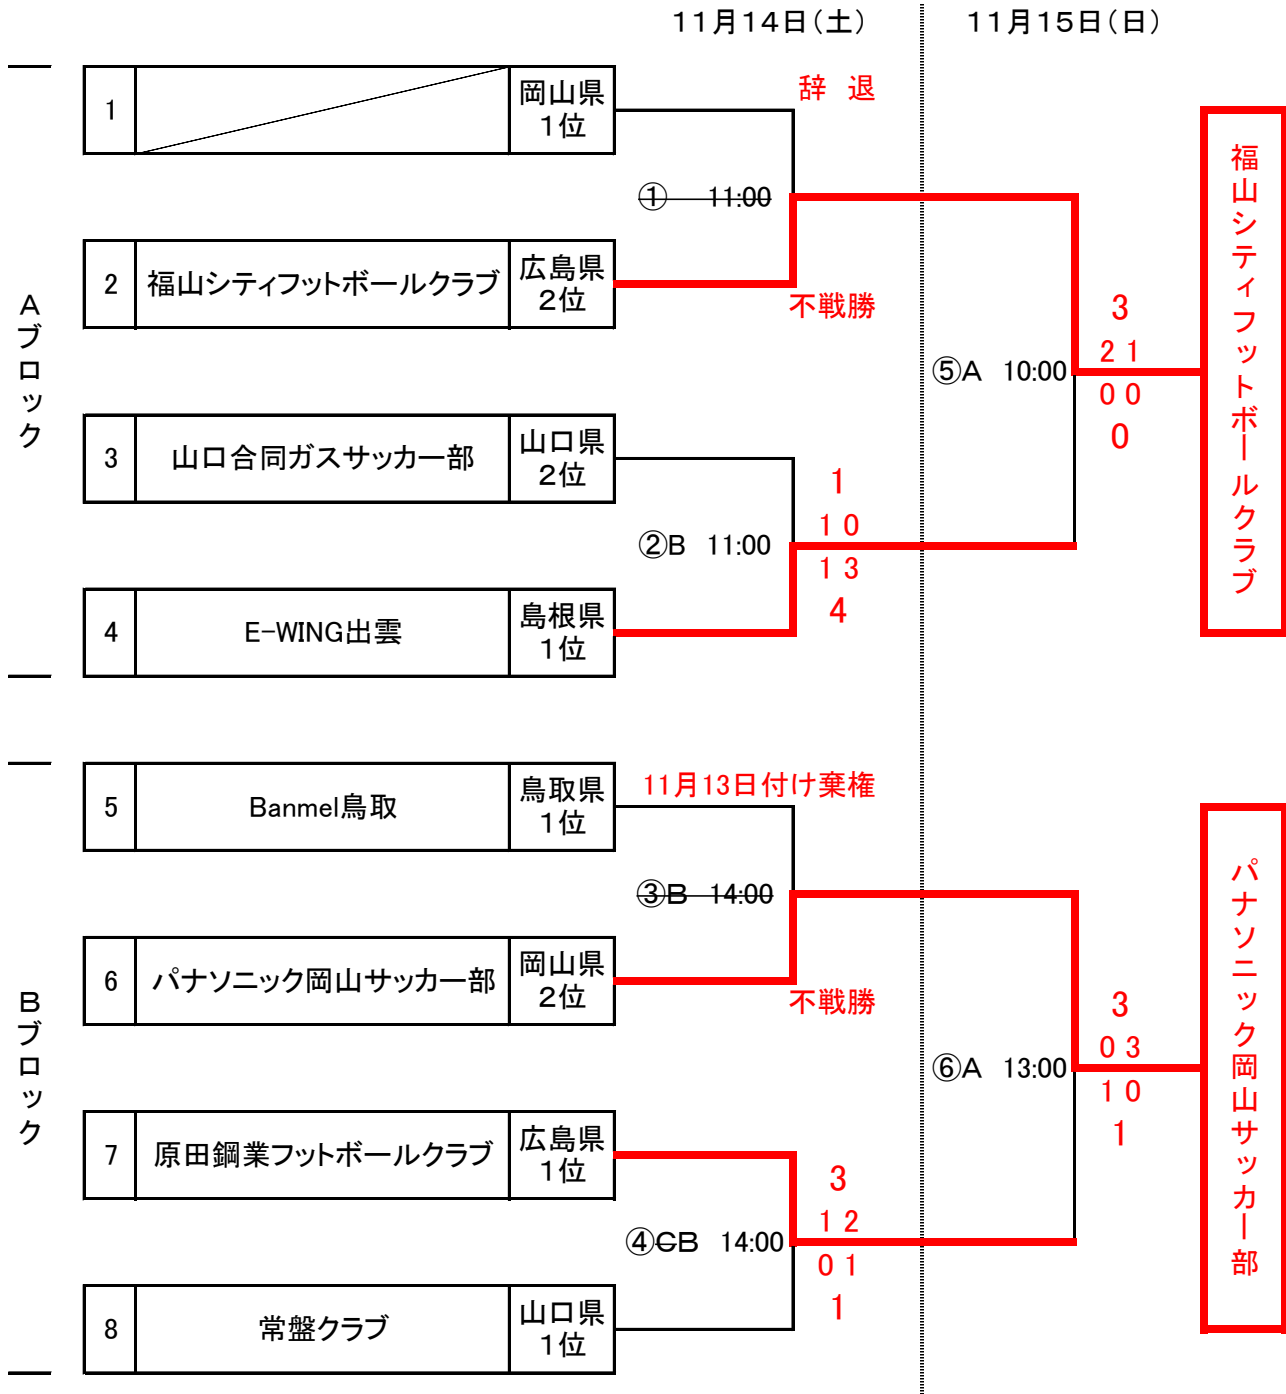 11月14日(土)
11月15日(日)
Aブロック
1
岡山県
1位
辞 退
① 11:00
2
福山シティフットボールクラブ
広島県
2位
不戦勝
3
山口合同ガスサッカー部
山口県
2位
②B 11:00
1
1 0
1 3
4
4
E-WING出雲
島根県
1位
⑤A 10:00
3
2 1
0 0
0
福山シティフットボールクラブ
Bブロック
5
Banmel鳥取
鳥取県
1位
11月13日付け棄権
③B 14:00
6
パナソニック岡山サッカー部
岡山県
2位
不戦勝
7
原田鋼業フットボールクラブ
広島県
1位
④CB 14:00
3
1 2
0 1
1
8
常盤クラブ
山口県
1位
⑥A 13:00
3
0 3
1 0
1
パナソニック岡山サッカー部